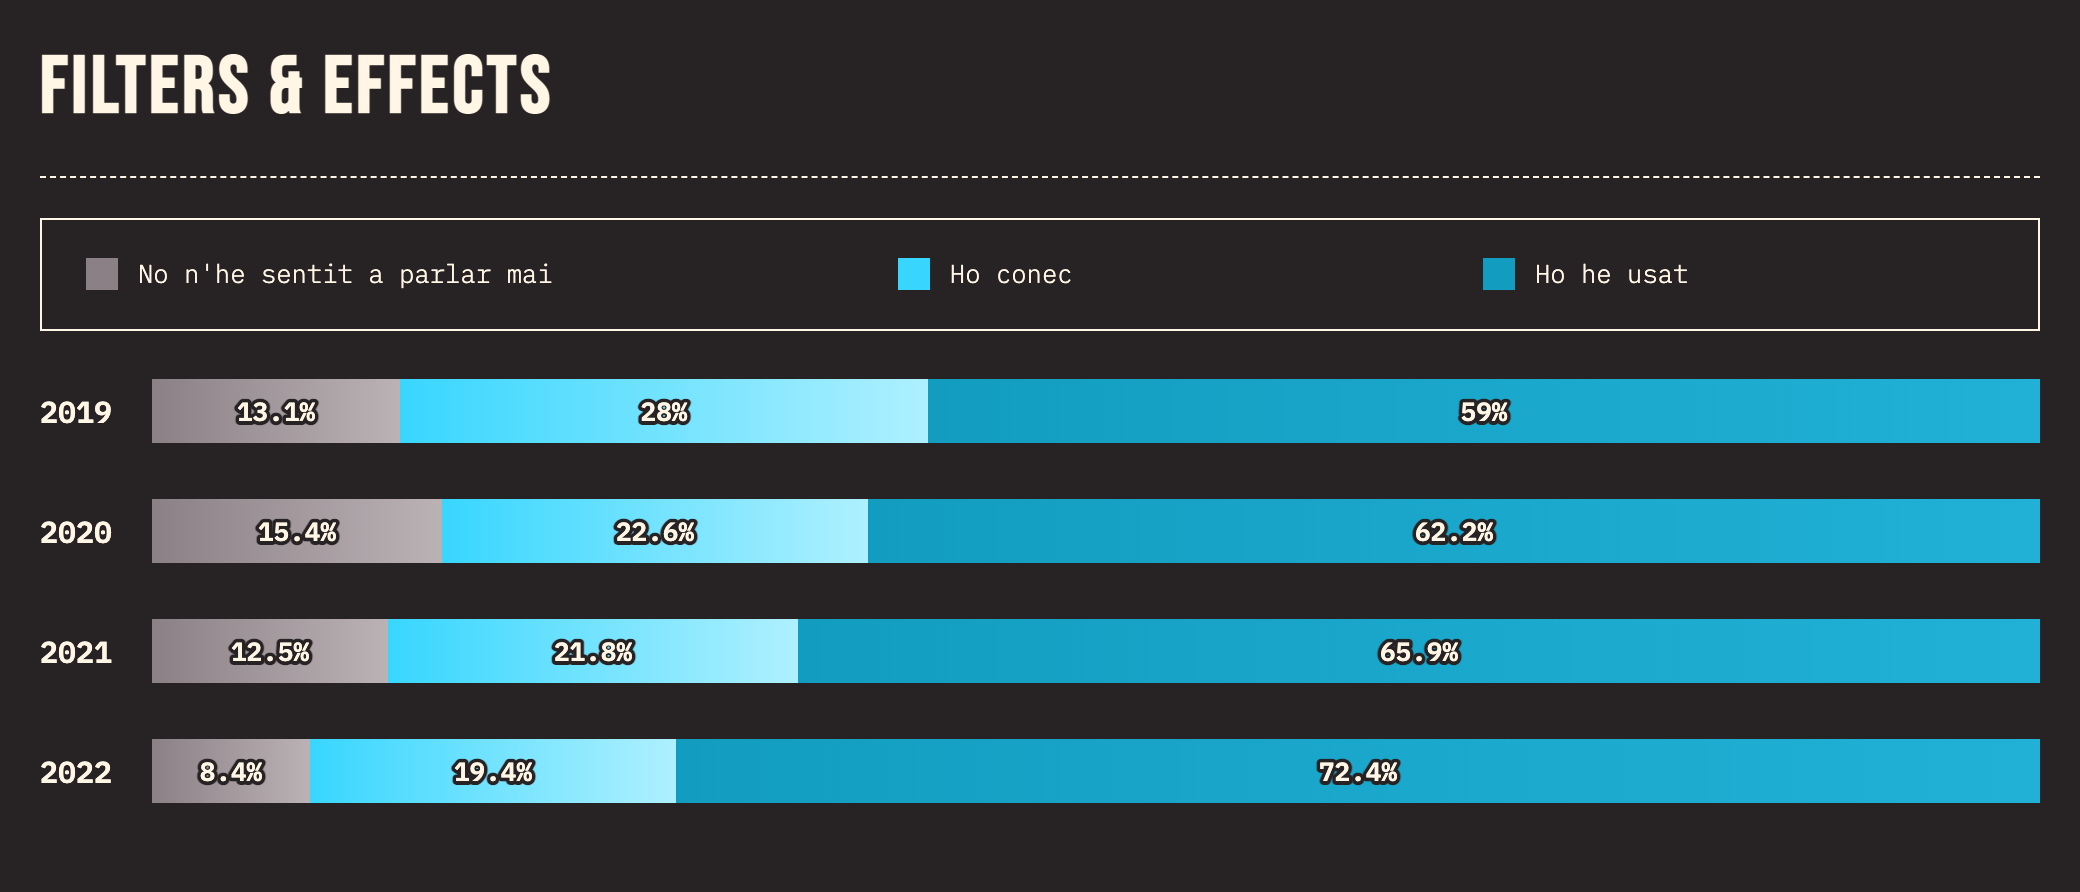 FILTERS & EFFECTS
No n'he sentit a parlar mai Ho conec Ho he usat
2019 13.1% 28% 59%
2020 15.4% 22.6% 62.2%
2021 12.5% 21.8% 65.9%
2022 8.4% 19.4% 72.4%